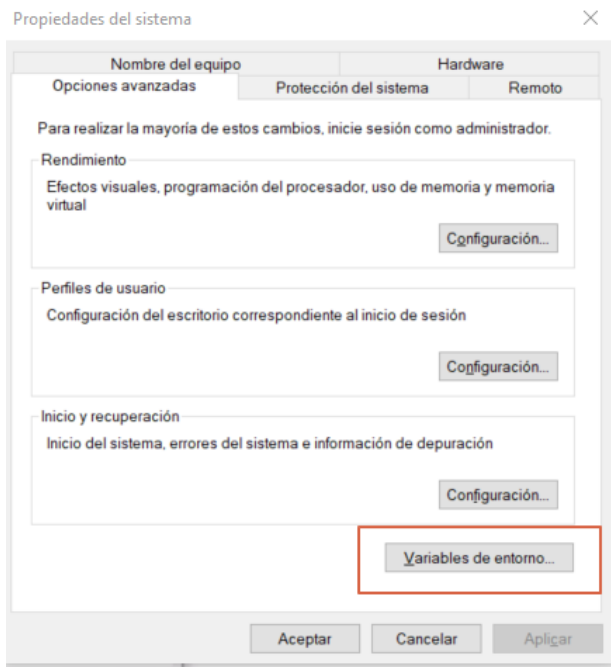 Propiedades del sistema
Nombre del equipo
Hardware
Opciones avanzadas
Protección del sistema
Remoto
Para realizar la mayoría de estos cambios, inicie sesión como administrador.
Rendimiento
Efectos visuales, programación del procesador, uso de memoria y memoria
virtual
Configuración...
Perfiles de usuario
Configuración del escritorio correspondiente al inicio de sesión
Configuración...
Inicio y recuperación
Inicio del sistema, errores del sistema e información de depuración
Configuración...
Variables de entorno...
Aceptar
Cancelar
Aplicar